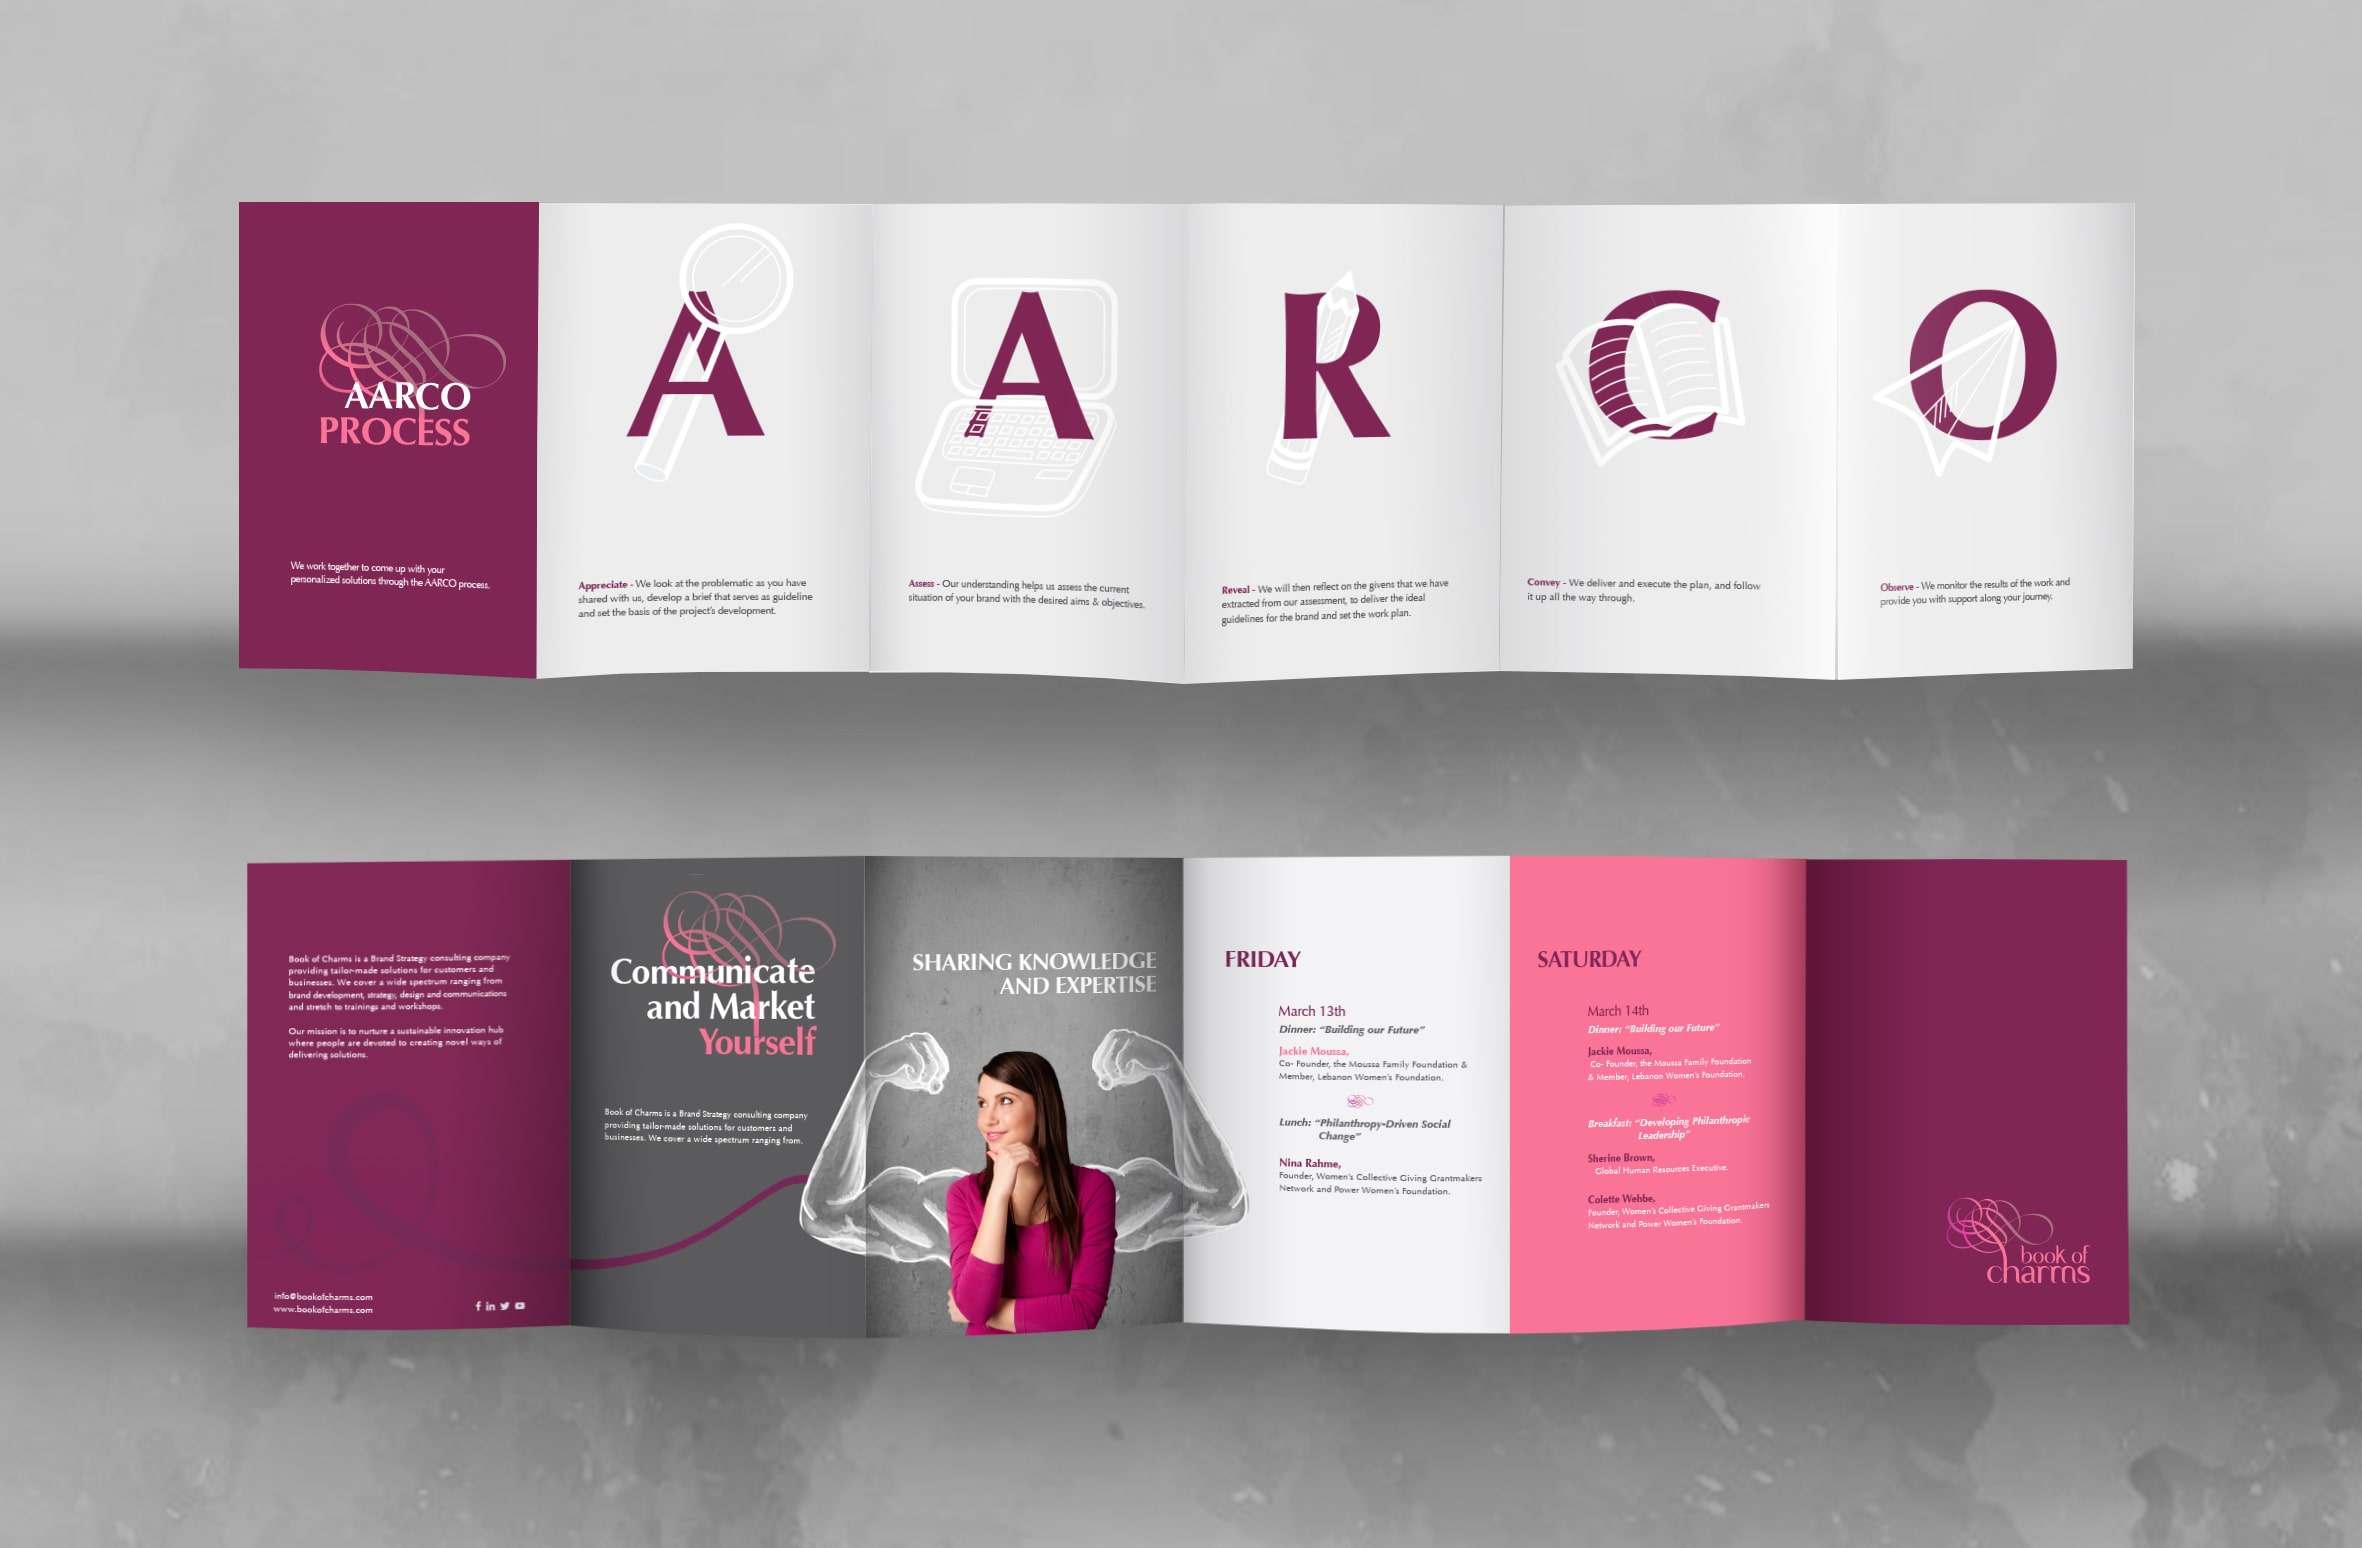 AARCO
PROCESS
We work together to come up with your
personalized solutions through the AARCO process.
A
Appreciate - We look at the problematic as you have
shared with us, develop a brief that serves as guideline
and set the basis of the project's development.
A
Assess - Our understanding helps us assess the current
situation of your brand with the desired aims & objectives.
R
Reveal - We will then reflect on the givens that we have
extracted from our assessment, to deliver the ideal
guidelines for the brand and set the work plan.
C
Convey - We deliver and execute the plan, and follow
it up all the way through.
O
Observe - We monitor the results of the work and
provide you with support along your journey.
Book of Charms is a Brand Strategy consulting company
providing tailor-made solutions for customers and
businesses. We cover a wide spectrum ranging from
brand development, strategy, design and communications
and stretch to trainings and workshops.
Our mission is to nurture a sustainable innovation hub
where people are devoted to creating novel ways of
delivering solutions.
info@bookofcharms.com
www.bookofcharms.com
Communicate
and Market
Yourself
Book of Charms is a Brand Strategy consulting company
providing tailor-made solutions for customers and
businesses. We cover a wide spectrum ranging from.
SHARING KNOWLEDGE
AND EXPERTISE
FRIDAY
March 13th
Dinner: "Building our Future"
Jackie Moussa,
Co- Founder, the Moussa Family Foundation &
Member, Lebanon Women's Foundation.
Lunch: "Philanthropy-Driven Social
Change"
Nina Rahme,
Founder, Women's Collective Giving Grantmakers
Network and Power Women's Foundation.
SATURDAY
March 14th
Dinner: "Building our Future"
Jackie Moussa,
Co- Founder, the Moussa Family Foundation
& Member, Lebanon Women's Foundation.
Breakfast: "Developing Philanthropic
Leadership"
Sherine Brown,
Global Human Resources Executive.
Colette Wehbe,
Founder, Women's Collective Giving Grantmakers
Network and Power Women's Foundation.
book of
charms